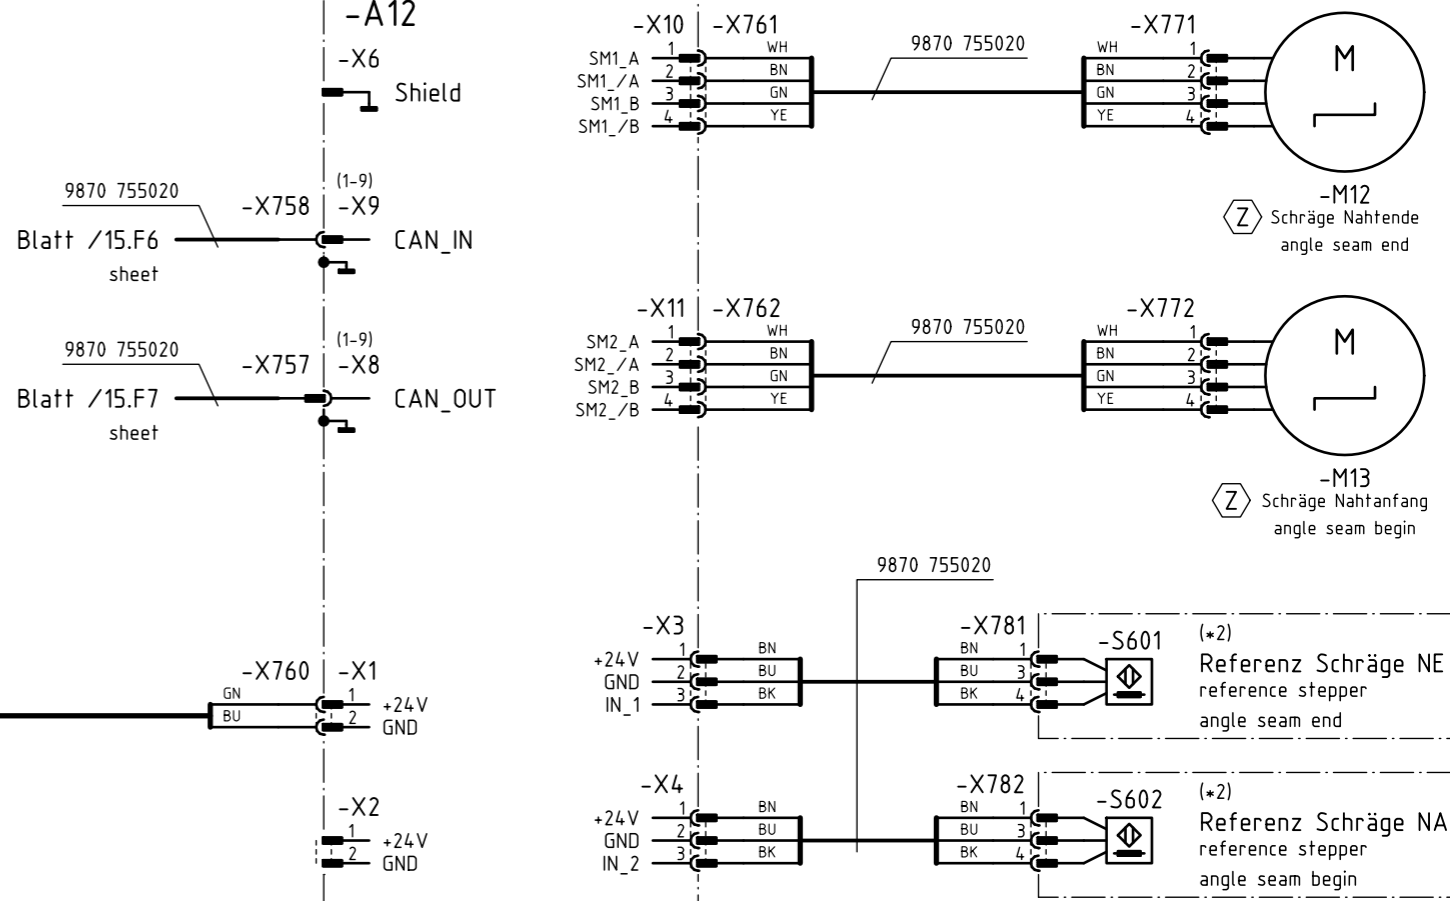 -A12
-X6
Shield
9870 755020
(1-9)
-X758 -X9
Blatt /15.F6 CAN_IN
sheet
9870 755020
(1-9)
-X757 -X8
Blatt /15.F7 CAN_OUT
sheet
-X760 -X1
GN 1 +24V
BU 2 GND
-X2
1 +24V
2 GND
-X10 -X761 9870 755020 -X771
SM1_A 1 WH WH 1
SM1_/A 2 BN BN 2
SM1_B 3 GN GN 3
SM1_/B 4 YE YE 4
M
-M12
Z Schräge Nahtende
angle seam end
-X11 -X762 9870 755020 -X772
SM2_A 1 WH WH 1
SM2_/A 2 BN BN 2
SM2_B 3 GN GN 3
SM2_/B 4 YE YE 4
M
-M13
Z Schräge Nahtanfang
angle seam begin
9870 755020
-X3 -X781 -S601
+24V 1 BN BN 1
GND 2 BU BU 3
IN_1 3 BK BK 4
(*2)
Referenz Schräge NE
reference stepper
angle seam end
-X4 -X782 -S602
+24V 1 BN BN 1
GND 2 BU BU 3
IN_2 3 BK BK 4
(*2)
Referenz Schräge NA
reference stepper
angle seam begin